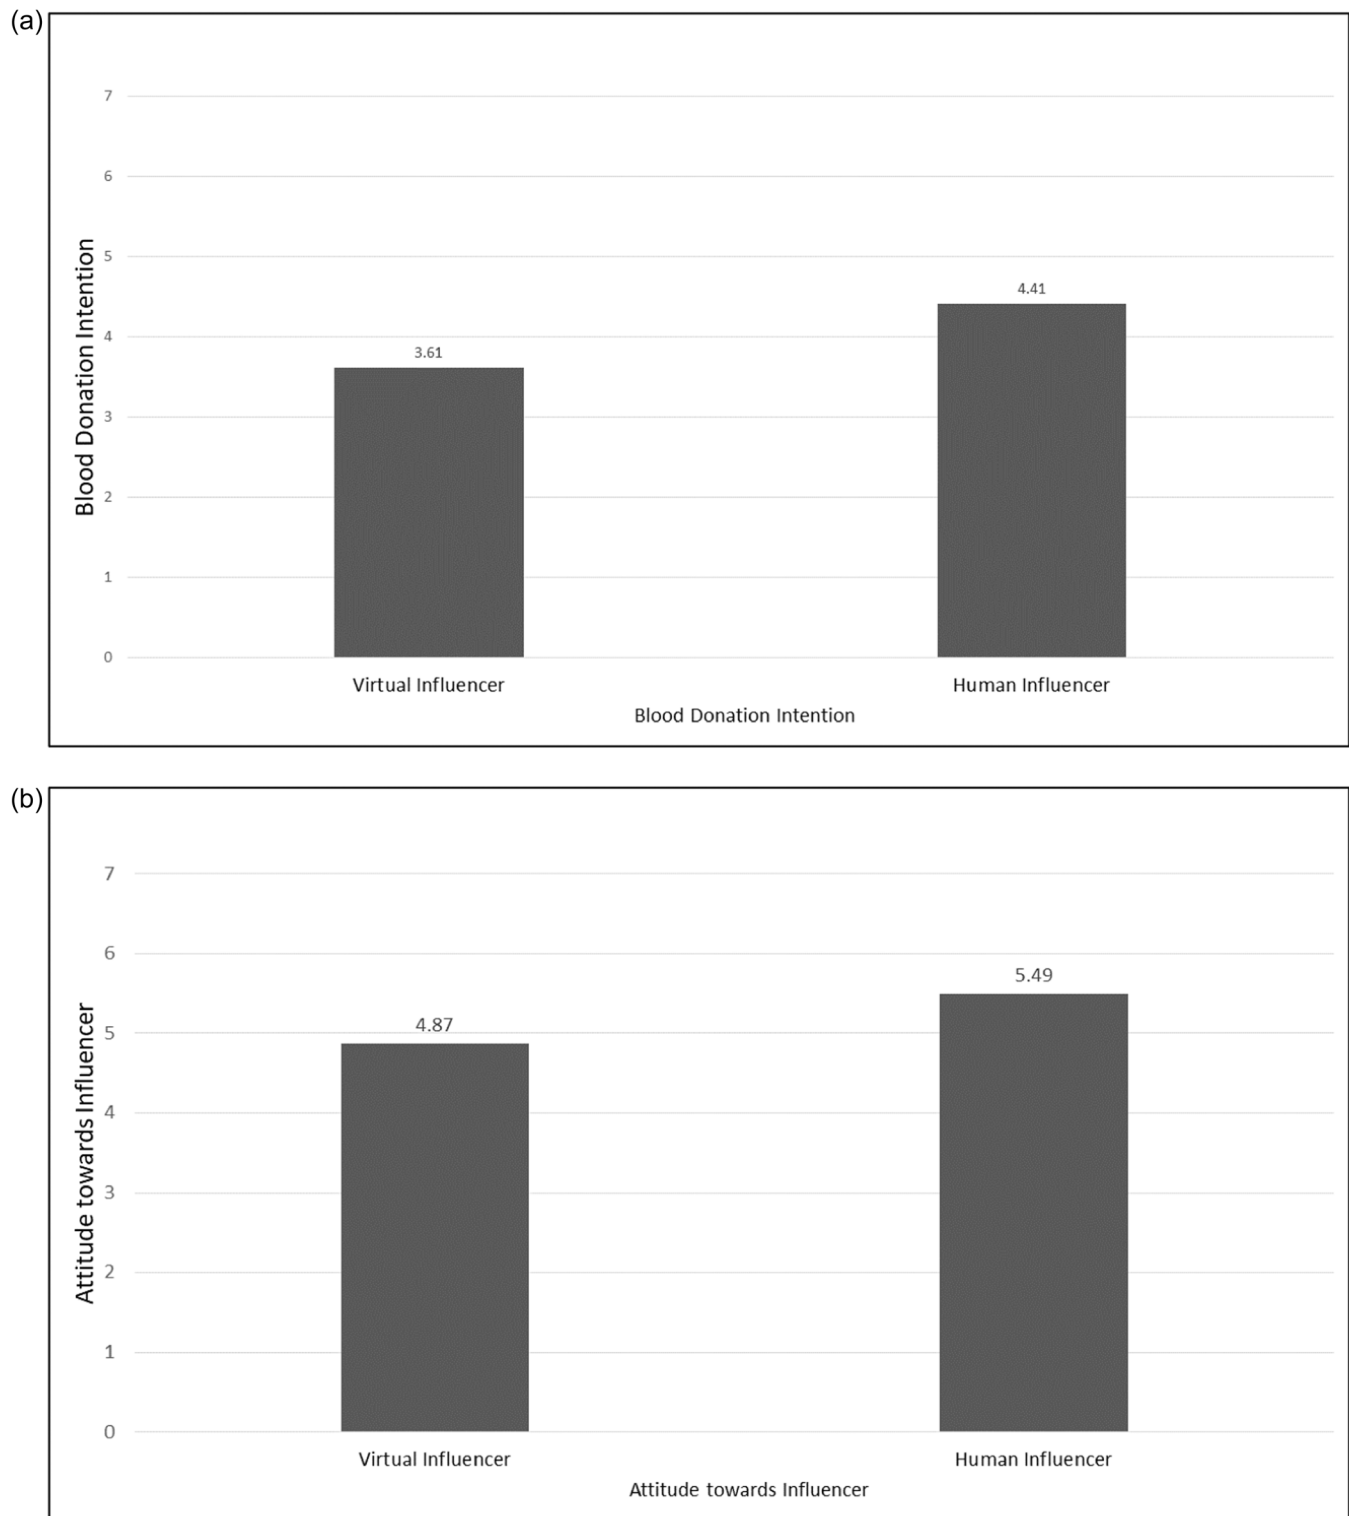 (a)
7
6
5
4
3
2
1
0
Blood Donation Intention
3.61
4.41
Virtual Influencer
Human Influencer
Blood Donation Intention
(b)
7
6
5
4
3
2
1
0
Attitude towards Influencer
4.87
5.49
Virtual Influencer
Human Influencer
Attitude towards Influencer